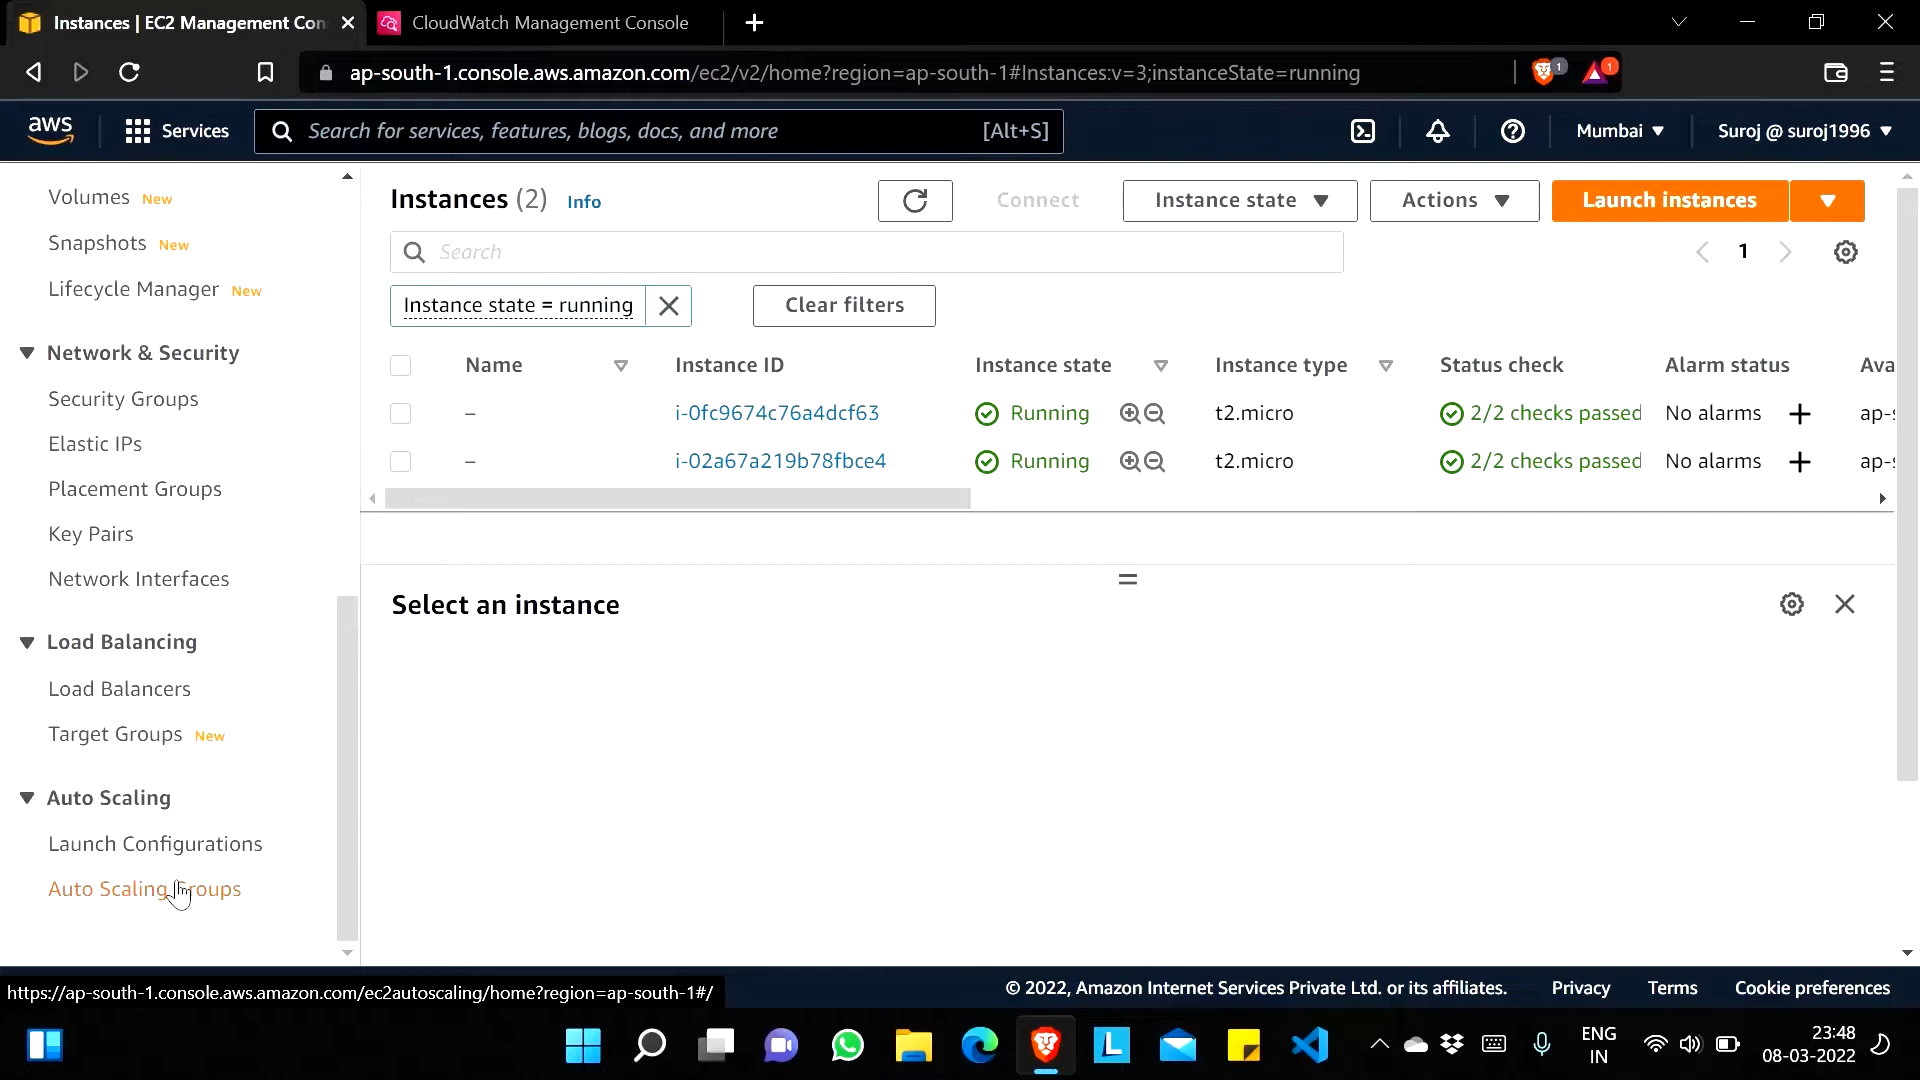 Instances | EC2 Management Con
CloudWatch Management Console
ap-south-1.console.aws.amazon.com/ec2/v2/home?region=ap-south-1#Instances:v=3;instanceState=running
1
1
aws
Services
Search for services, features, blogs, docs, and more
[Alt+S]
Mumbai
Suroj @ suroj1996
Volumes New
Snapshots New
Lifecycle Manager New
Network & Security
Security Groups
Elastic IPs
Placement Groups
Key Pairs
Network Interfaces
Load Balancing
Load Balancers
Target Groups New
Auto Scaling
Launch Configurations
Auto Scaling Groups
Instances (2) Info
Connect
Instance state
Actions
Launch instances
Search
1
Instance state = running
Clear filters
Name Instance ID Instance state Instance type Status check Alarm status Ava
– i-0fc9674c76a4dcf63 Running t2.micro 2/2 checks passed No alarms ap-s
– i-02a67a219b78fbce4 Running t2.micro 2/2 checks passed No alarms ap-s
Select an instance
https://ap-south-1.console.aws.amazon.com/ec2autoscaling/home?region=ap-south-1#/
© 2022, Amazon Internet Services Private Ltd. or its affiliates.
Privacy
Terms
Cookie preferences
L
ENG
IN
23:48
08-03-2022